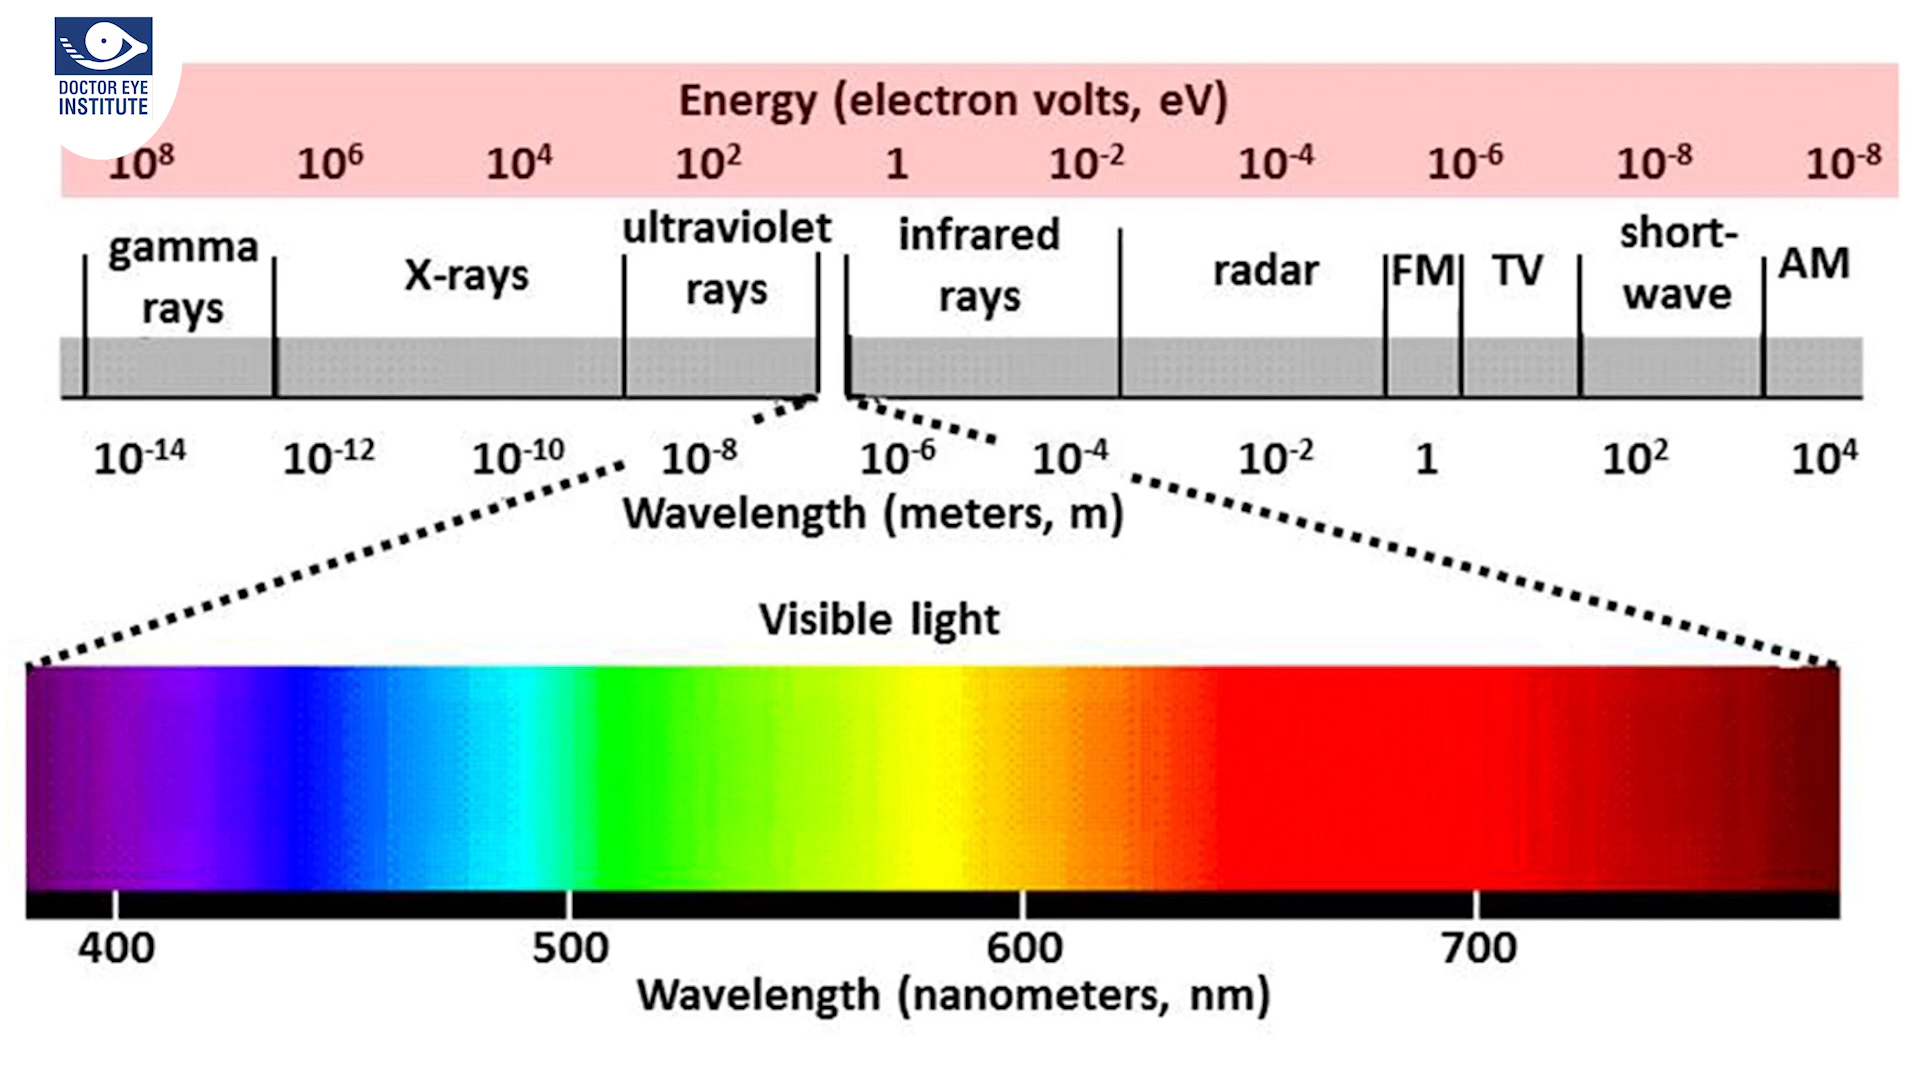 DOCTOR EYE
INSTITUTE
Energy (electron volts, eV)
10⁸ 10⁶ 10⁴ 10² 1 10⁻² 10⁻⁴ 10⁻⁶ 10⁻⁸ 10⁻⁸
gamma rays
X-rays
ultraviolet rays
infrared rays
radar
FM
TV
short-wave
AM
10⁻¹⁴ 10⁻¹² 10⁻¹⁰ 10⁻⁸ 10⁻⁶ 10⁻⁴ 10⁻² 1 10² 10⁴
Wavelength (meters, m)
Visible light
400 500 600 700
Wavelength (nanometers, nm)